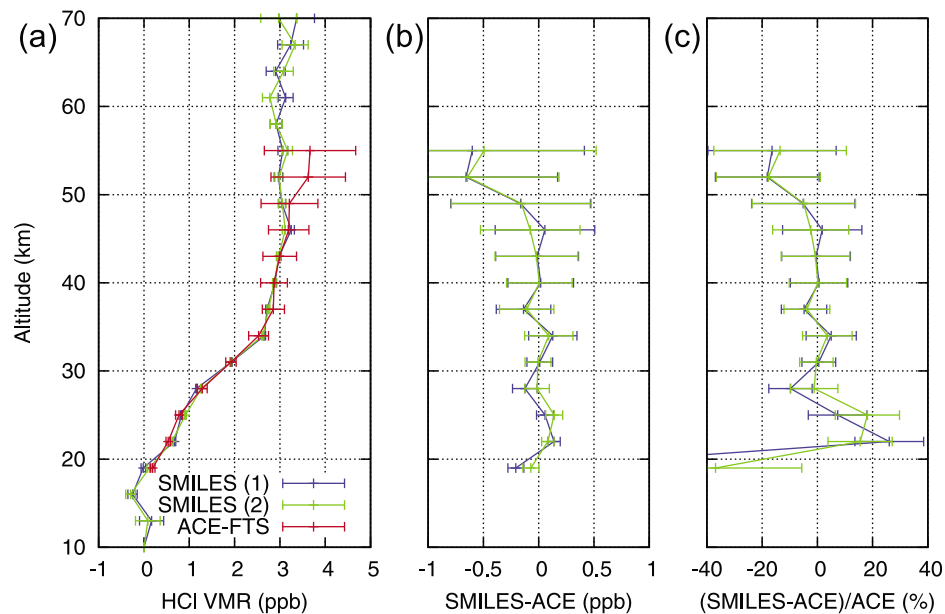 (a)
(b)
(c)
70
60
50
40
30
20
10
Altitude (km)
SMILES (1)
SMILES (2)
ACE-FTS
-1 0 1 2 3 4 5
HCl VMR (ppb)
-1 -0.5 0 0.5 1
SMILES-ACE (ppb)
-40 -20 0 20 40
(SMILES-ACE)/ACE (%)